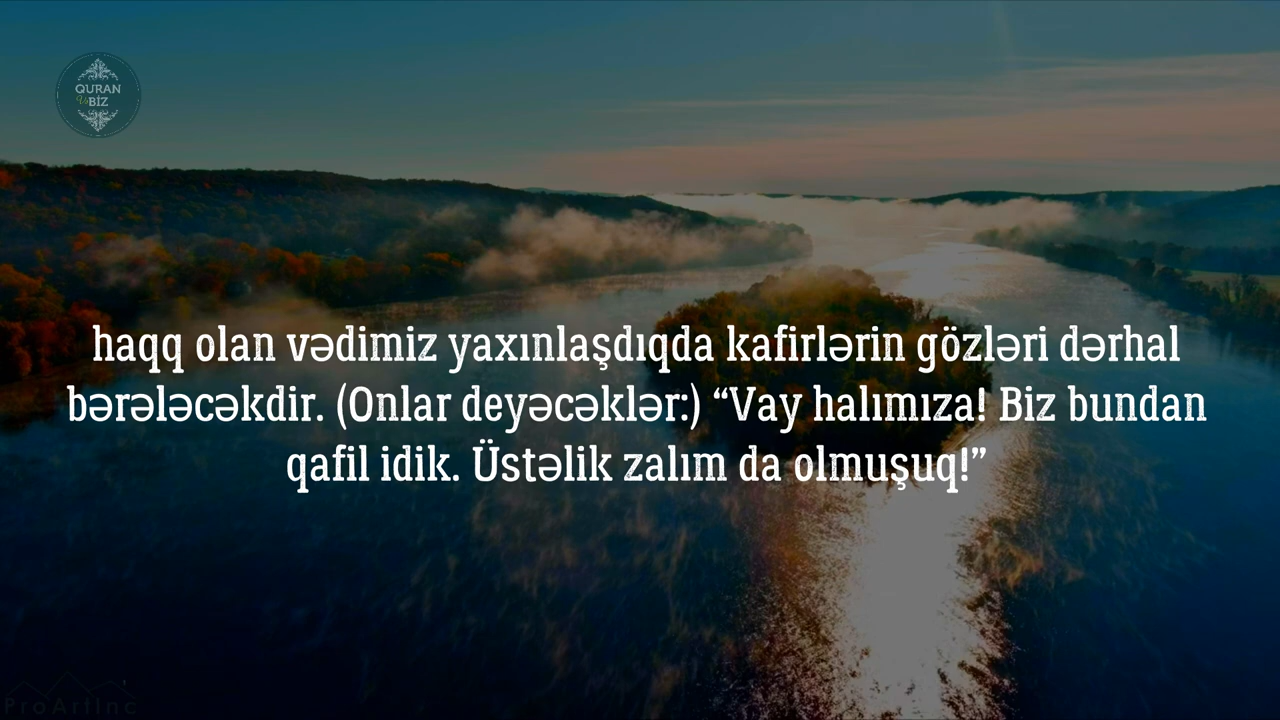 QURAN
Və BİZ
haqq olan vədimiz yaxınlaşdıqda kafirlərin gözləri dərhal
bərələcəkdir. (Onlar deyəcəklər:) “Vay halımıza! Biz bundan
qafil idik. Üstəlik zalım da olmuşuq!”
ProArtInc